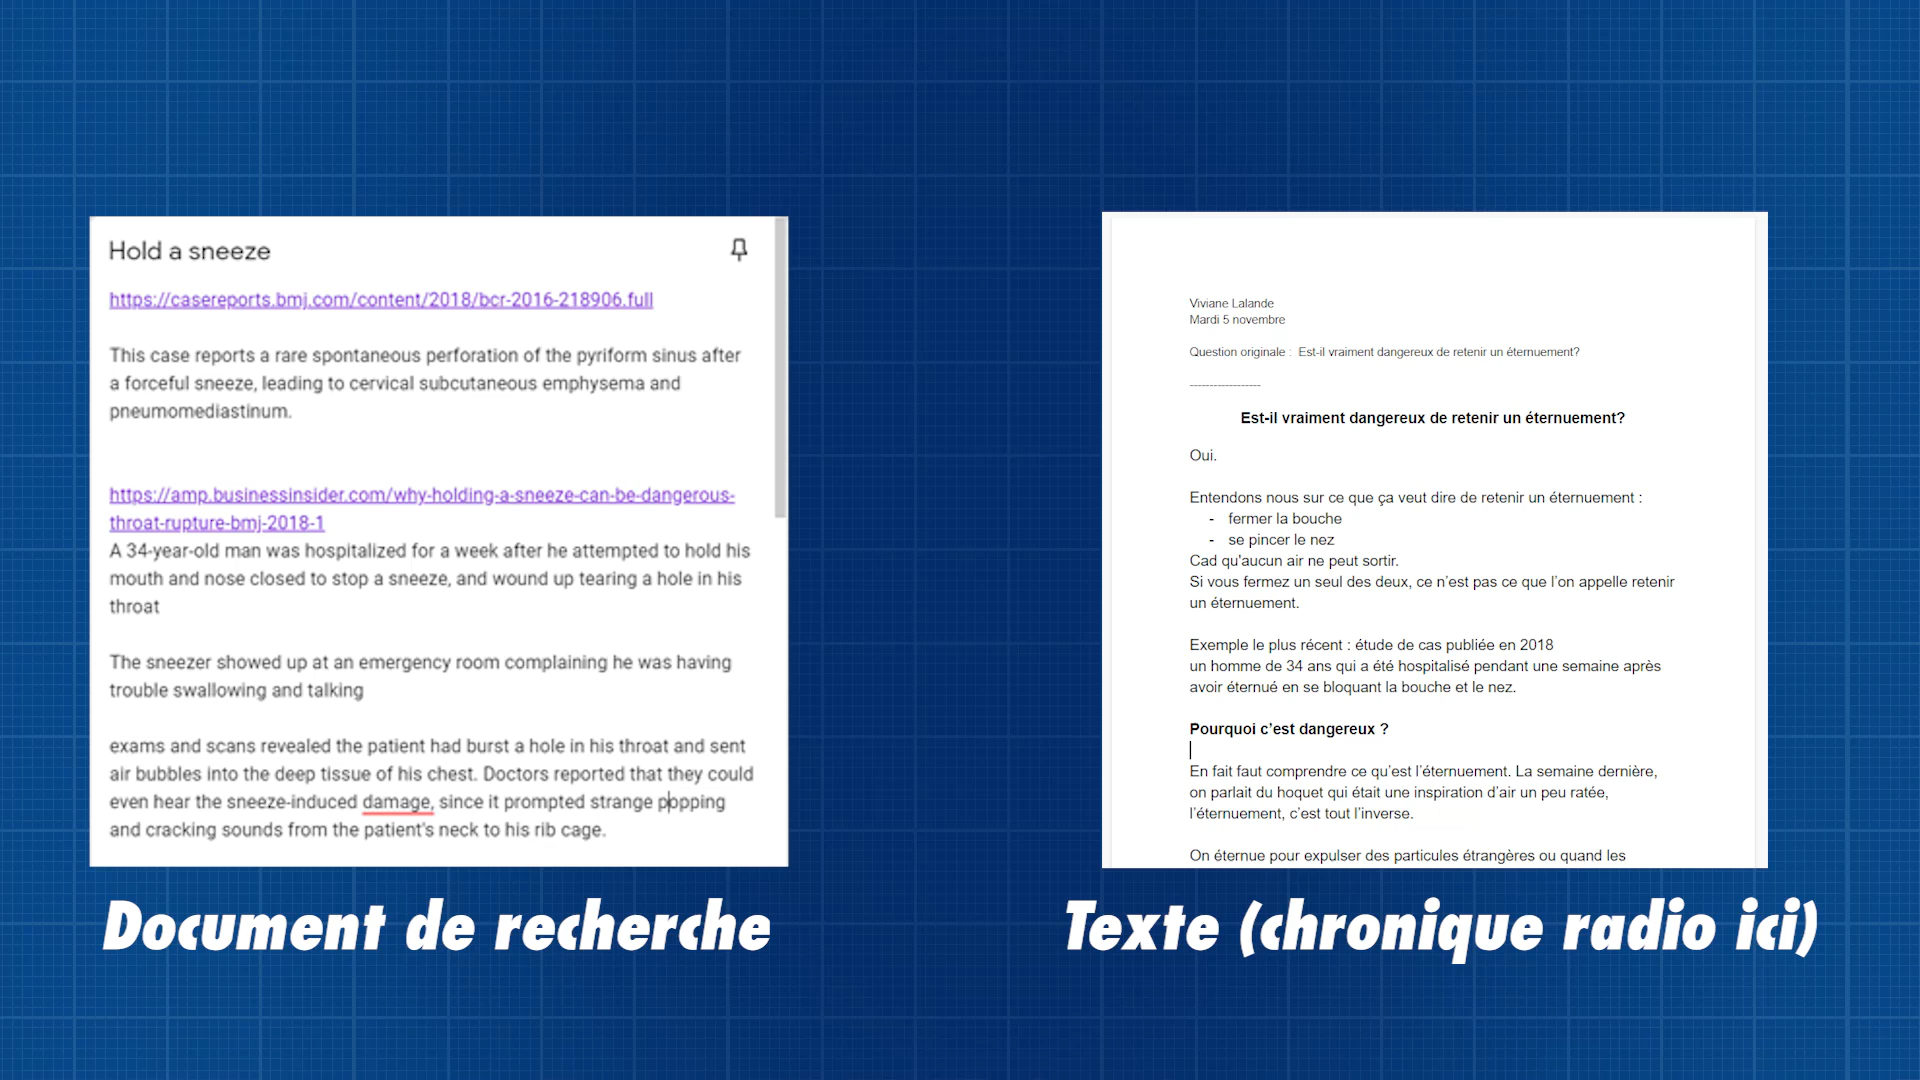 Hold a sneeze
https://casereports.bmj.com/content/2018/bcr-2016-218906.full
This case reports a rare spontaneous perforation of the pyriform sinus after
a forceful sneeze, leading to cervical subcutaneous emphysema and
pneumomediastinum.
https://amp.businessinsider.com/why-holding-a-sneeze-can-be-dangerous-
throat-rupture-bmj-2018-1
A 34-year-old man was hospitalized for a week after he attempted to hold his
mouth and nose closed to stop a sneeze, and wound up tearing a hole in his
throat
The sneezer showed up at an emergency room complaining he was having
trouble swallowing and talking
exams and scans revealed the patient had burst a hole in his throat and sent
air bubbles into the deep tissue of his chest. Doctors reported that they could
even hear the sneeze-induced damage, since it prompted strange popping
and cracking sounds from the patient's neck to his rib cage.
Document de recherche
Viviane Lalande
Mardi 5 novembre
Question originale :  Est-il vraiment dangereux de retenir un éternuement?
------------------
Est-il vraiment dangereux de retenir un éternuement?
Oui.
Entendons nous sur ce que ça veut dire de retenir un éternuement :
- fermer la bouche
- se pincer le nez
Cad qu'aucun air ne peut sortir.
Si vous fermez un seul des deux, ce n’est pas ce que l’on appelle retenir
un éternuement.
Exemple le plus récent : étude de cas publiée en 2018
un homme de 34 ans qui a été hospitalisé pendant une semaine après
avoir éternué en se bloquant la bouche et le nez.
Pourquoi c’est dangereux ?
En fait faut comprendre ce qu’est l’éternuement. La semaine dernière,
on parlait du hoquet qui était une inspiration d’air un peu ratée,
l’éternuement, c’est tout l’inverse.
On éternue pour expulser des particules étrangères ou quand les
Texte (chronique radio ici)